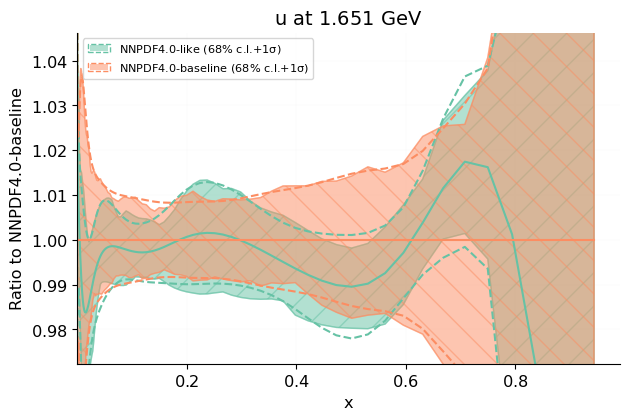 u at 1.651 GeV
NNPDF4.0-like (68% c.l.+1σ)
NNPDF4.0-baseline (68% c.l.+1σ)
Ratio to NNPDF4.0-baseline
1.04
1.03
1.02
1.01
1.00
0.99
0.98
0.2 0.4 0.6 0.8
x